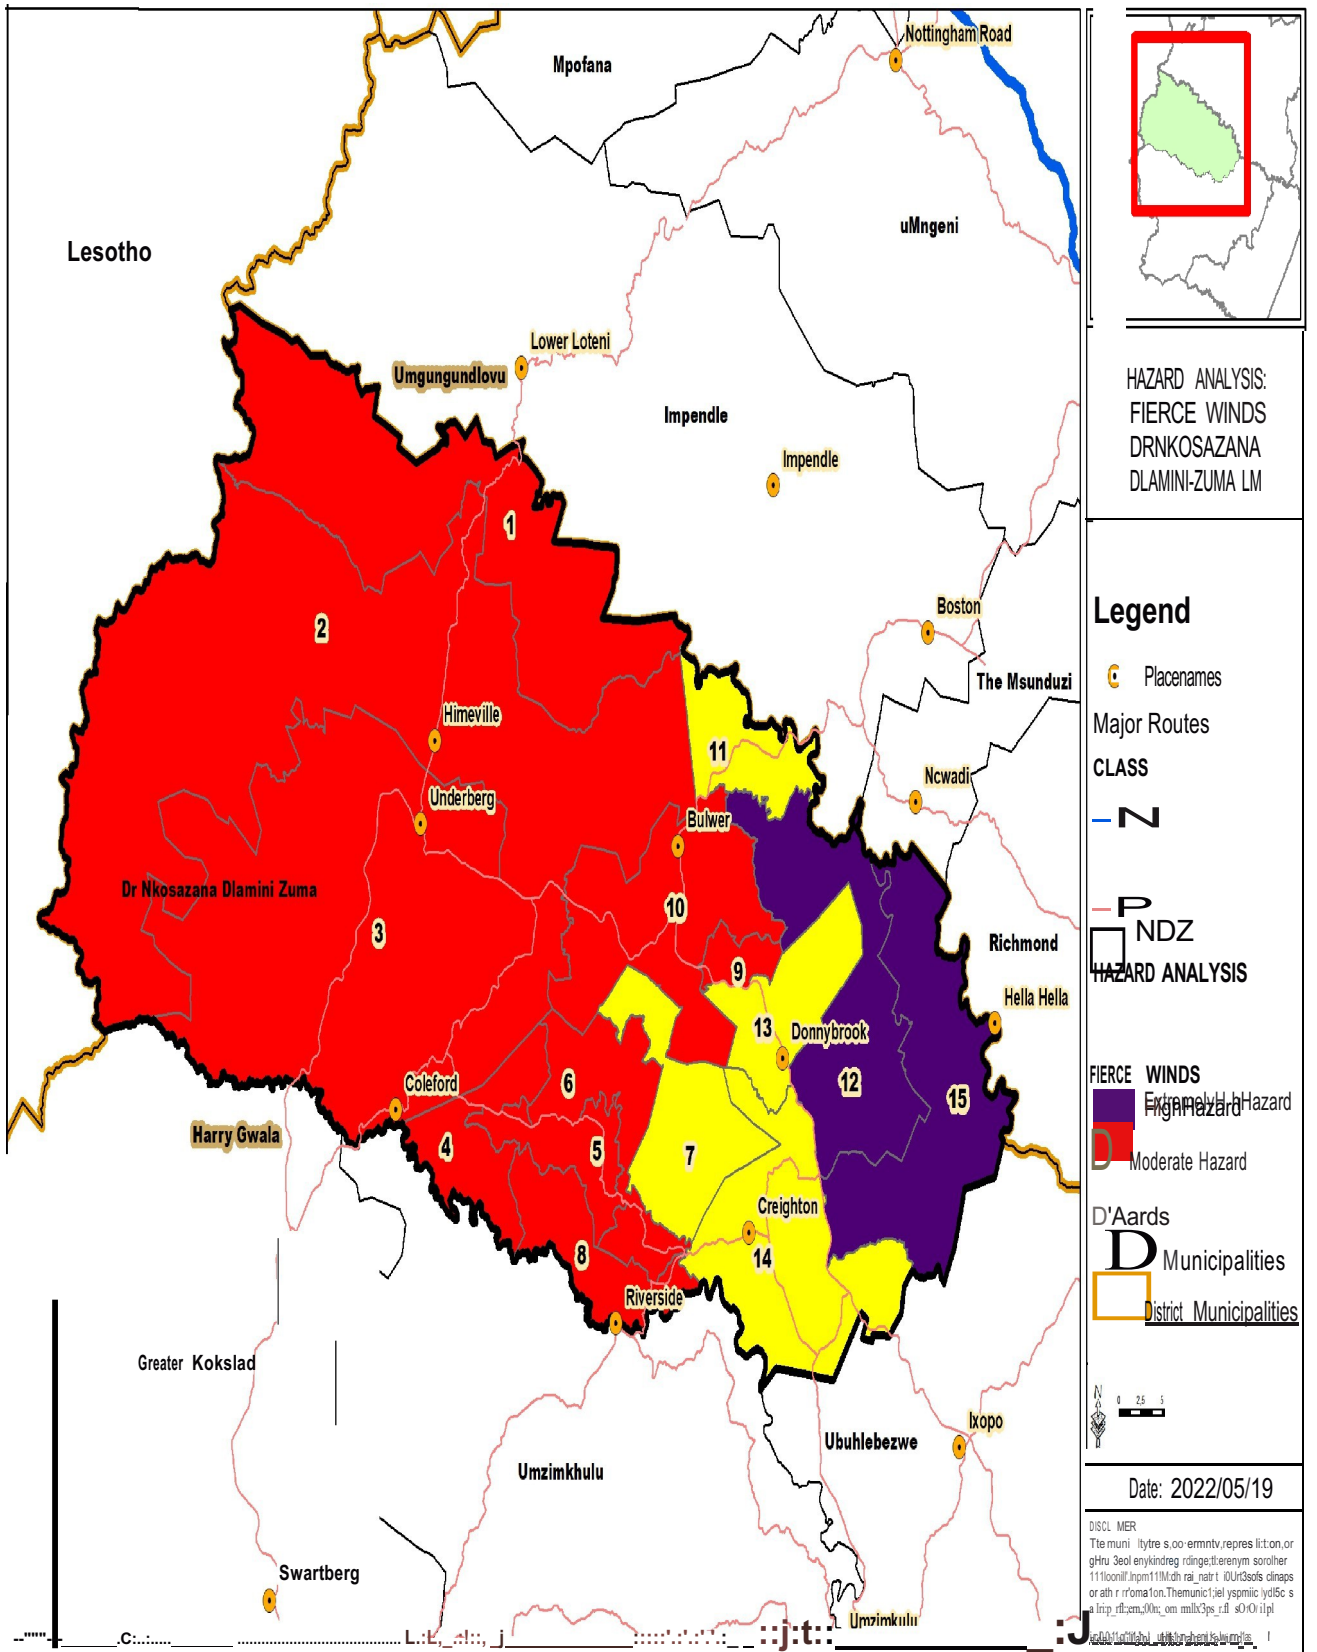 Nottingham Road
Mpofana
uMngeni
Lesotho
Lower Loteni
Umgungundlovu
Impendle
Impendle
1
Boston
2
The Msunduzi
Himeville
11
Ncwadi
Underberg
Bulwer
Dr Nkosazana Dlamini Zuma
10
3
Richmond
9
Hella Hella
13
Donnybrook
6
12
Coleford
15
Harry Gwala
4
5
7
Creighton
8
14
Riverside
Greater Kokslad
Ixopo
Ubuhlebezwe
Umzimkhulu
Swartberg
Umzimkulu
HAZARD ANALYSIS:
FIERCE WINDS
DRNKOSAZANA
DLAMINI-ZUMA LM
Legend
Placenames
Major Routes
CLASS
N
P
NDZ
HAZARD ANALYSIS
FIERCE WINDS
HighHazard
D Moderate Hazard
D'Aards
D Municipalities
District Municipalities
N
0 2,5 5
Date: 2022/05/19
DISCL MER